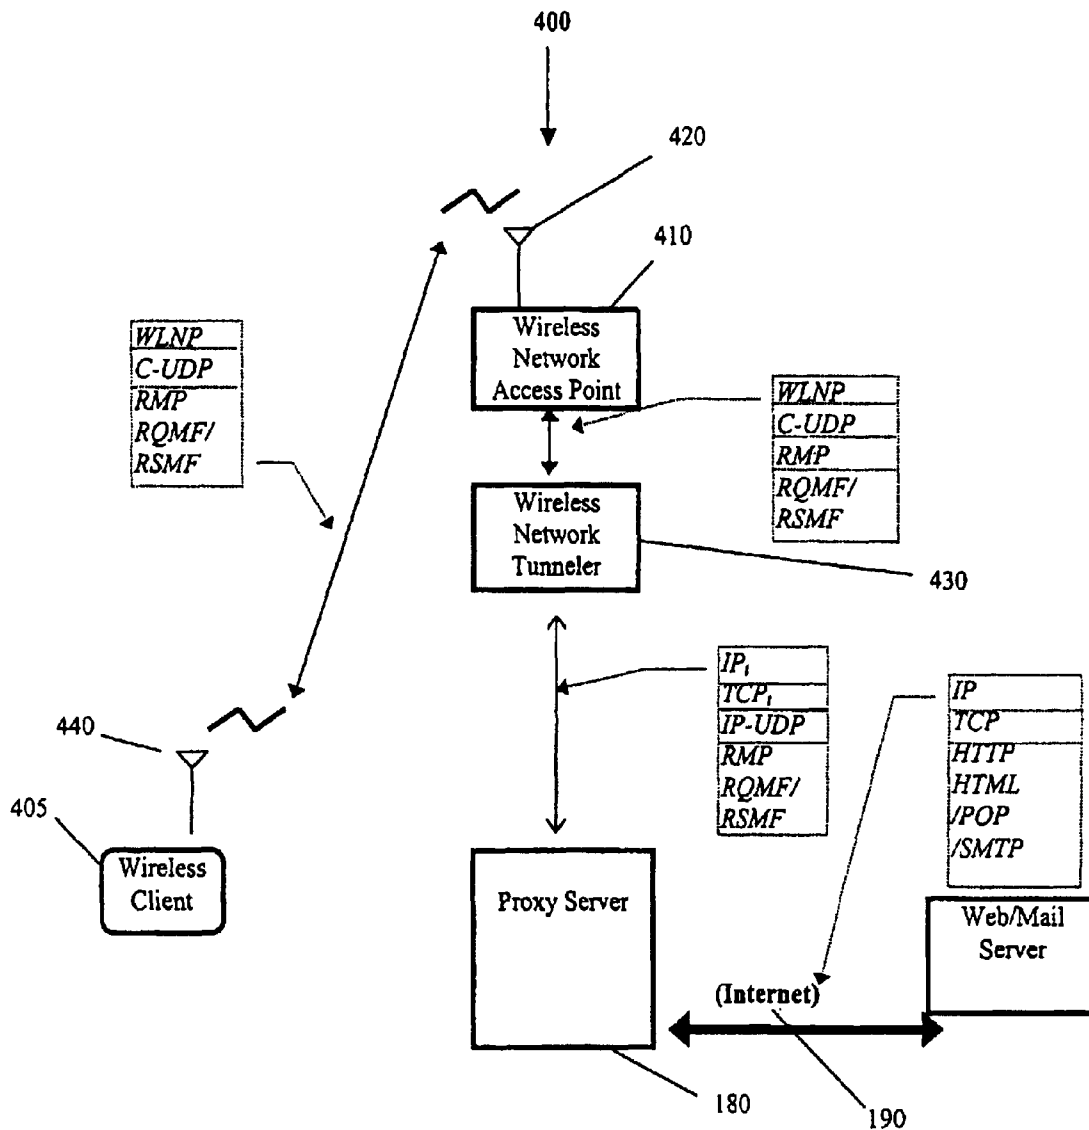 400
420
410
Wireless
Network
Access Point
WLNP
C-UDP
RMP
RQMF/
RSMF
WLNP
C-UDP
RMP
RQMF/
RSMF
Wireless
Network
Tunneler
430
IPt
TCPt
IP-UDP
RMP
RQMF/
RSMF
IP
TCP
HTTP
HTML
/POP
/SMTP
440
405
Wireless
Client
Proxy Server
Web/Mail
Server
(Internet)
180
190